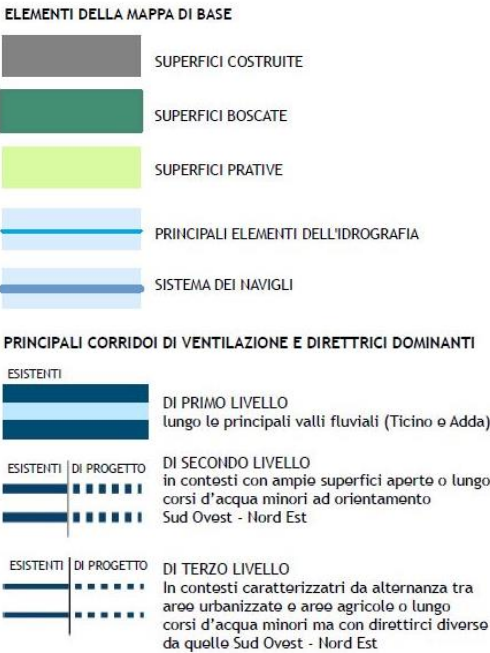 ELEMENTI DELLA MAPPA DI BASE
SUPERFICI COSTRUITE
SUPERFICI BOSCATE
SUPERFICI PRATIVE
PRINCIPALI ELEMENTI DELL'IDROGRAFIA
SISTEMA DEI NAVIGLI
PRINCIPALI CORRIDOI DI VENTILAZIONE E DIRETTRICI DOMINANTI
ESISTENTI
DI PRIMO LIVELLO
lungo le principali valli fluviali (Ticino e Adda)
ESISTENTI DI PROGETTO
DI SECONDO LIVELLO
in contesti con ampie superfici aperte o lungo
corsi d'acqua minori ad orientamento
Sud Ovest - Nord Est
ESISTENTI DI PROGETTO
DI TERZO LIVELLO
In contesti caratterizzatri da alternanza tra
aree urbanizzate e aree agricole o lungo
corsi d'acqua minori ma con direttirci diverse
da quelle Sud Ovest - Nord Est